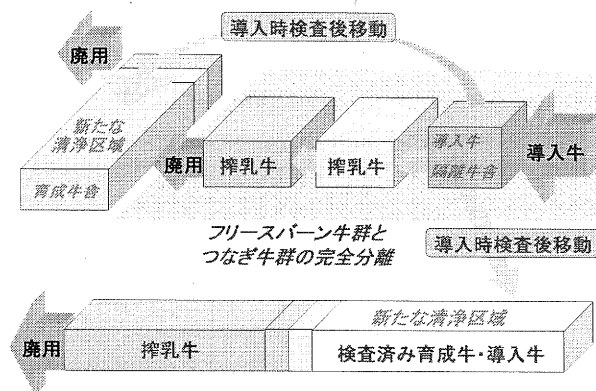 導入時検査後移動
廃用
新たな
清浄区域
育成牛舎
廃用
搾乳牛
搾乳牛
導入牛
隔離牛舎
導入牛
フリースバーン牛群と
つなぎ牛群の完全分離
導入時検査後移動
新たな清浄区域
廃用
搾乳牛
検査済み育成牛・導入牛